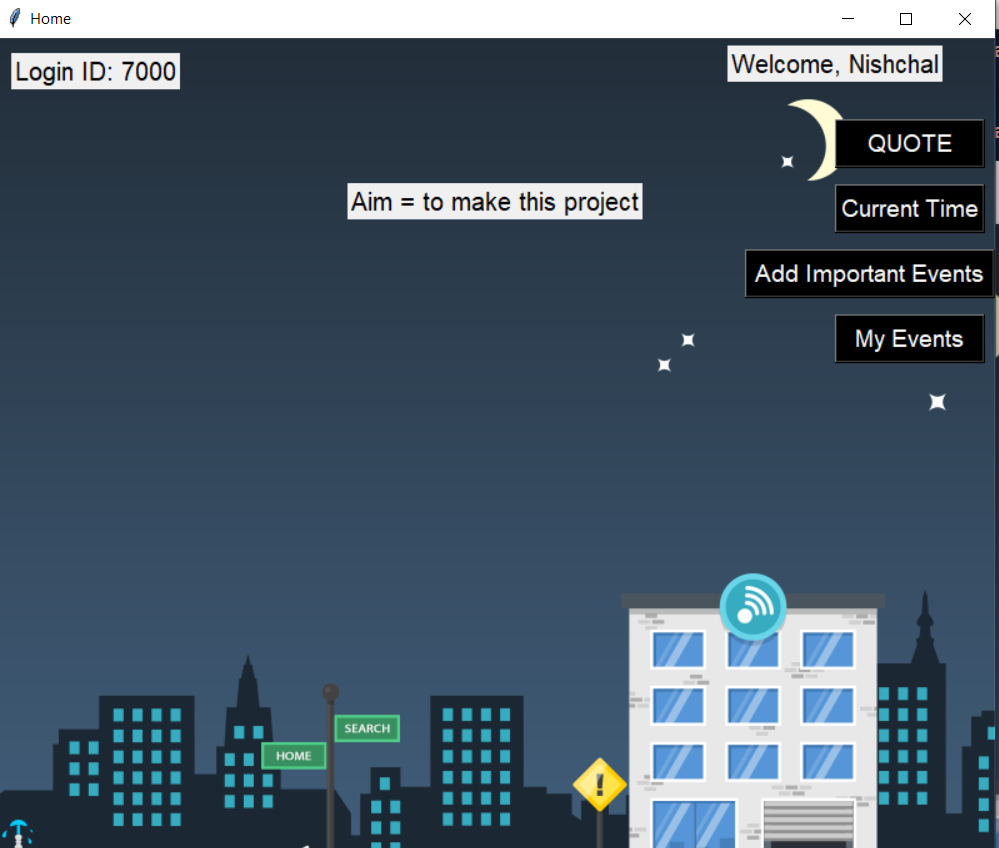 Home
Login ID: 7000
Welcome, Nishchal
QUOTE
Aim = to make this project
Current Time
Add Important Events
My Events
SEARCH
HOME
!